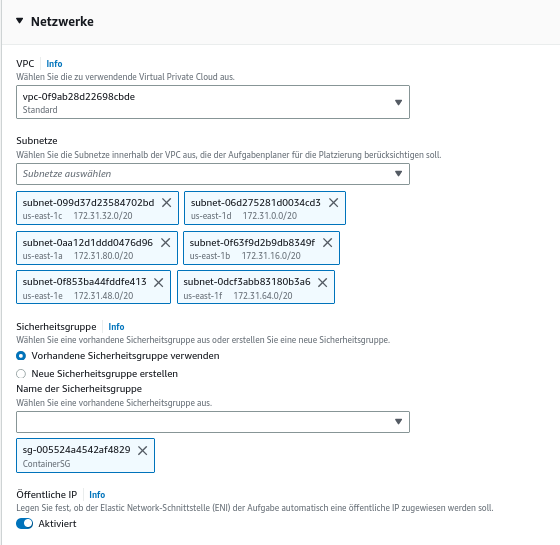 Netzwerke
VPC Info
Wählen Sie die zu verwendende Virtual Private Cloud aus.
vpc-0f9ab28d22698cbde
Standard
Subnetze
Wählen Sie die Subnetze innerhalb der VPC aus, die der Aufgabenplaner für die Platzierung berücksichtigen soll.
Subnetze auswählen
subnet-099d37d23584702bd subnet-06d275281d0034cd3
us-east-1c 172.31.32.0/20 us-east-1d 172.31.0.0/20
subnet-0aa12d1ddd0476d96 subnet-0f63f9d2b9db8349f
us-east-1a 172.31.80.0/20 us-east-1b 172.31.16.0/20
subnet-0f853ba44fddfe413 subnet-0dcf3abb83180b3a6
us-east-1e 172.31.48.0/20 us-east-1f 172.31.64.0/20
Sicherheitsgruppe Info
Wählen Sie eine vorhandene Sicherheitsgruppe aus oder erstellen Sie eine neue Sicherheitsgruppe.
Vorhandene Sicherheitsgruppe verwenden
Neue Sicherheitsgruppe erstellen
Name der Sicherheitsgruppe
Wählen Sie eine vorhandene Sicherheitsgruppe aus.
sg-005524a4542af4829
ContainerSG
Öffentliche IP Info
Legen Sie fest, ob der Elastic Network-Schnittstelle (ENI) der Aufgabe automatisch eine öffentliche IP zugewiesen werden soll.
Aktiviert